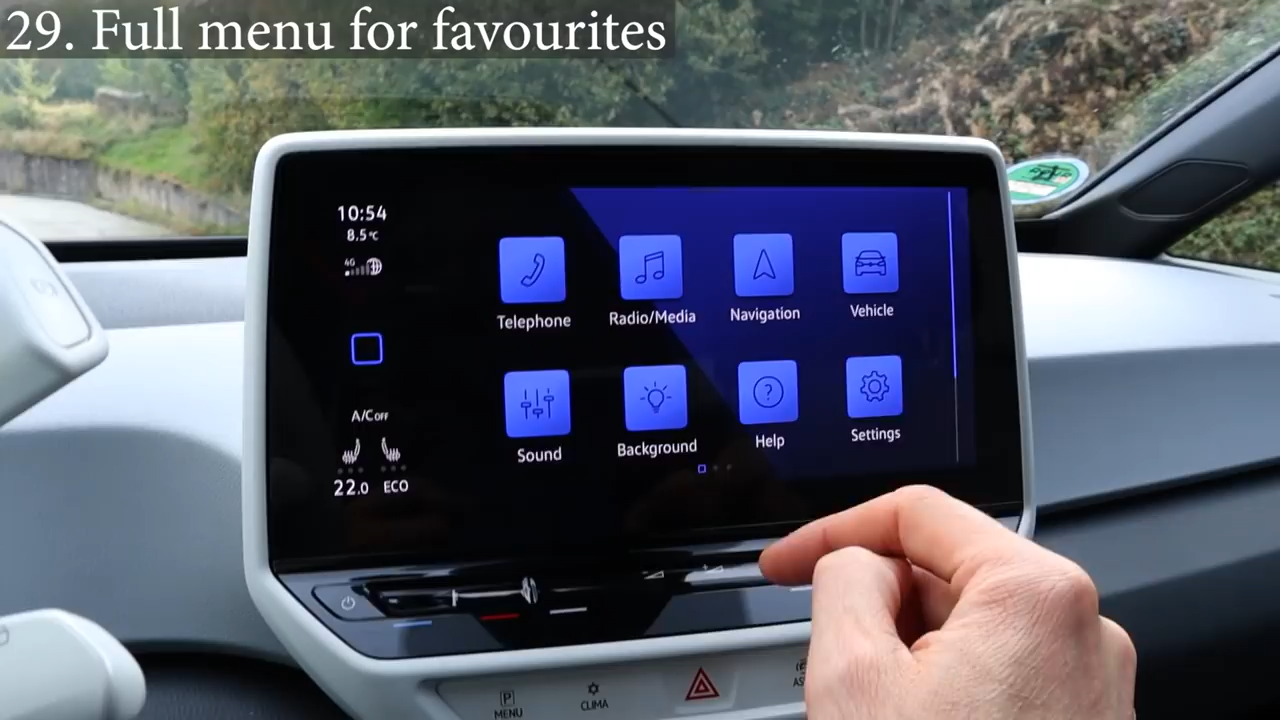 29. Full menu for favourites
10:54
8.5°C
4G
Telephone
Radio/Media
Navigation
Vehicle
?
Sound
Background
Help
Settings
A/C OFF
22.0 ECO
P
MENU
CLIMA